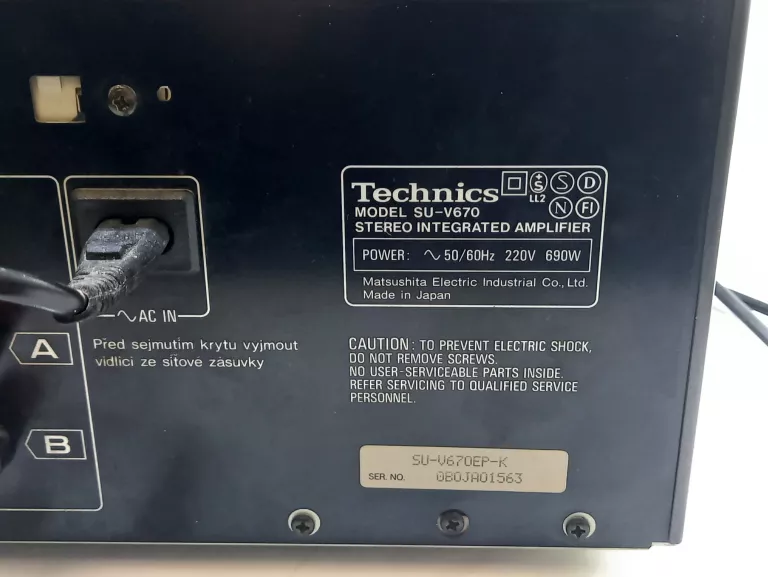 Technics
S
LL2
S
D
N
FI
MODEL SU-V670
STEREO INTEGRATED AMPLIFIER
POWER: ∿ 50/60Hz 220V 690W
Matsushita Electric Industrial Co., Ltd.
Made in Japan
∿ AC IN
Před sejmutím krytu vyjmout
vidlici ze síťové zásuvky
A
B
CAUTION: TO PREVENT ELECTRIC SHOCK,
DO NOT REMOVE SCREWS.
NO USER-SERVICEABLE PARTS INSIDE.
REFER SERVICING TO QUALIFIED SERVICE
PERSONNEL.
SU-V670EP-K
SER. NO. 0B0JA01563